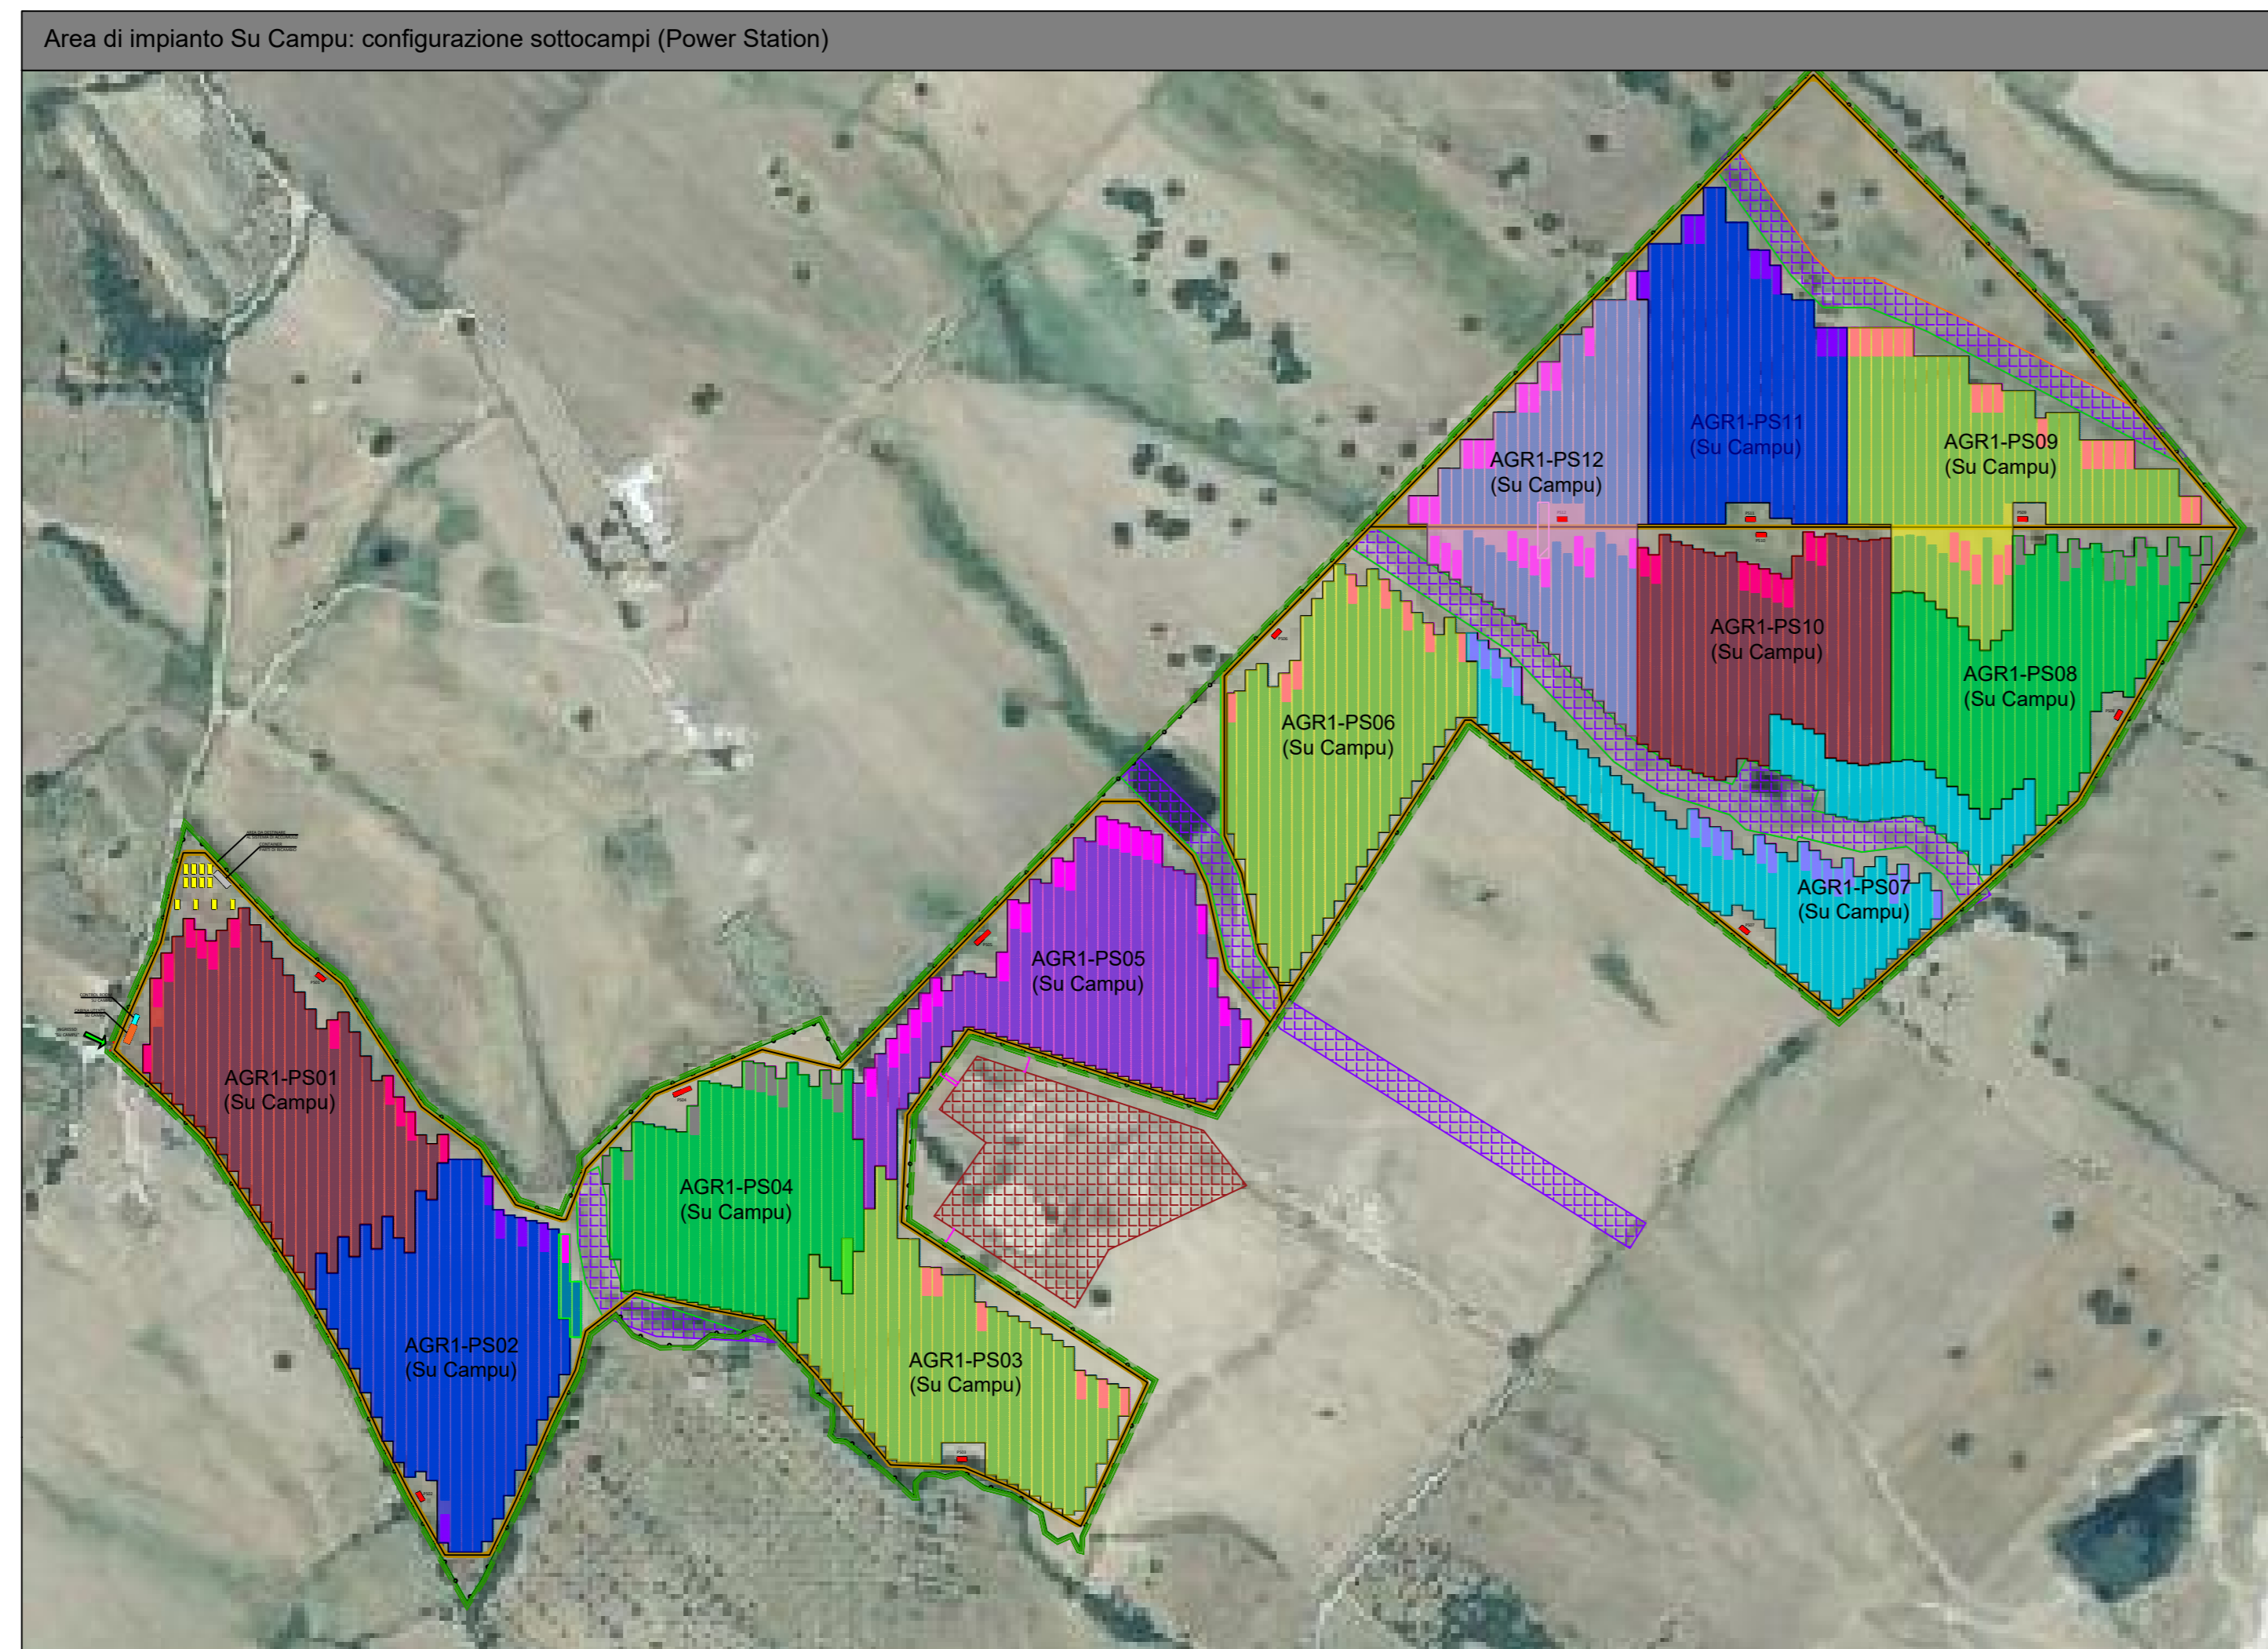 Area di impianto Su Campu: configurazione sottocampi (Power Station)
AGR1-PS11
(Su Campu)
AGR1-PS09
(Su Campu)
AGR1-PS12
(Su Campu)
AGR1-PS10
(Su Campu)
AGR1-PS08
(Su Campu)
AGR1-PS06
(Su Campu)
AGR1-PS07
(Su Campu)
AGR1-PS05
(Su Campu)
AGR1-PS01
(Su Campu)
AGR1-PS04
(Su Campu)
AGR1-PS02
(Su Campu)
AGR1-PS03
(Su Campu)